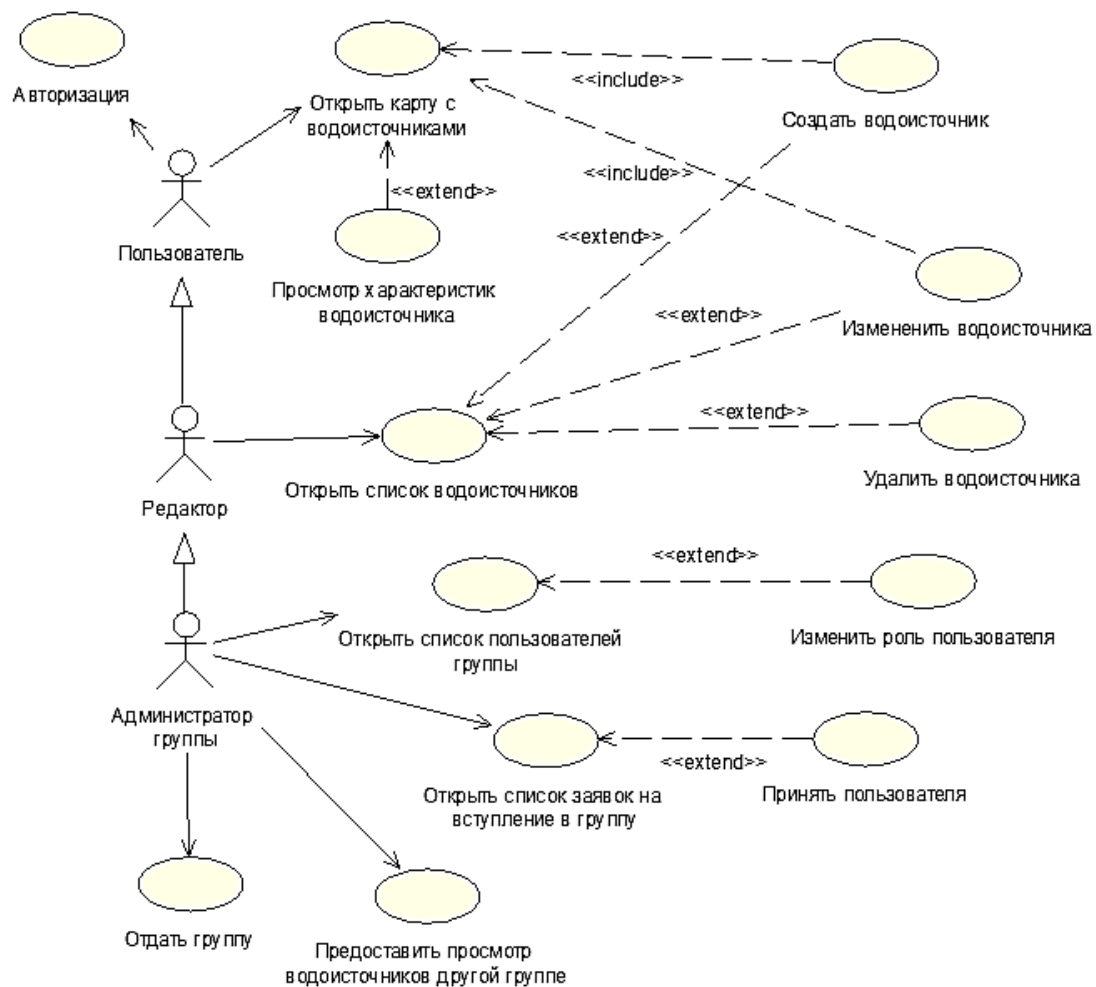 Авторизация
Открыть карту с
водоисточниками
<<include>>
Создать водоисточник
<<include>>
<<extend>>
<<extend>>
Пользователь
Просмотр характеристик
водоисточника
<<extend>>
Измененить водоисточника
<<extend>>
Открыть список водоисточников
Удалить водоисточника
Редактор
<<extend>>
Открыть список пользователей
группы
Изменить роль пользователя
Администратор
группы
<<extend>>
Открыть список заявок на
вступление в группу
Принять пользователя
Отдать группу
Предоставить просмотр
водоисточников другой группе